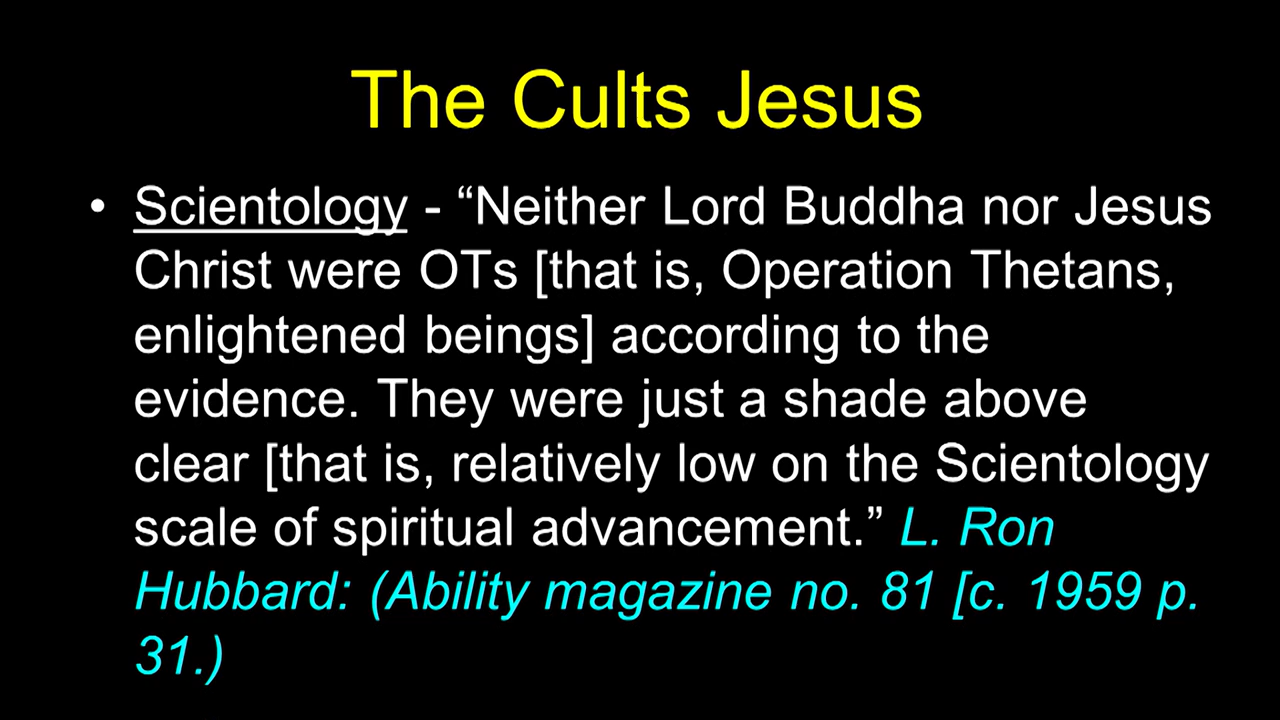 The Cults Jesus
• Scientology - “Neither Lord Buddha nor Jesus
Christ were OTs [that is, Operation Thetans,
enlightened beings] according to the
evidence. They were just a shade above
clear [that is, relatively low on the Scientology
scale of spiritual advancement.” L. Ron
Hubbard: (Ability magazine no. 81 [c. 1959 p.
31.)